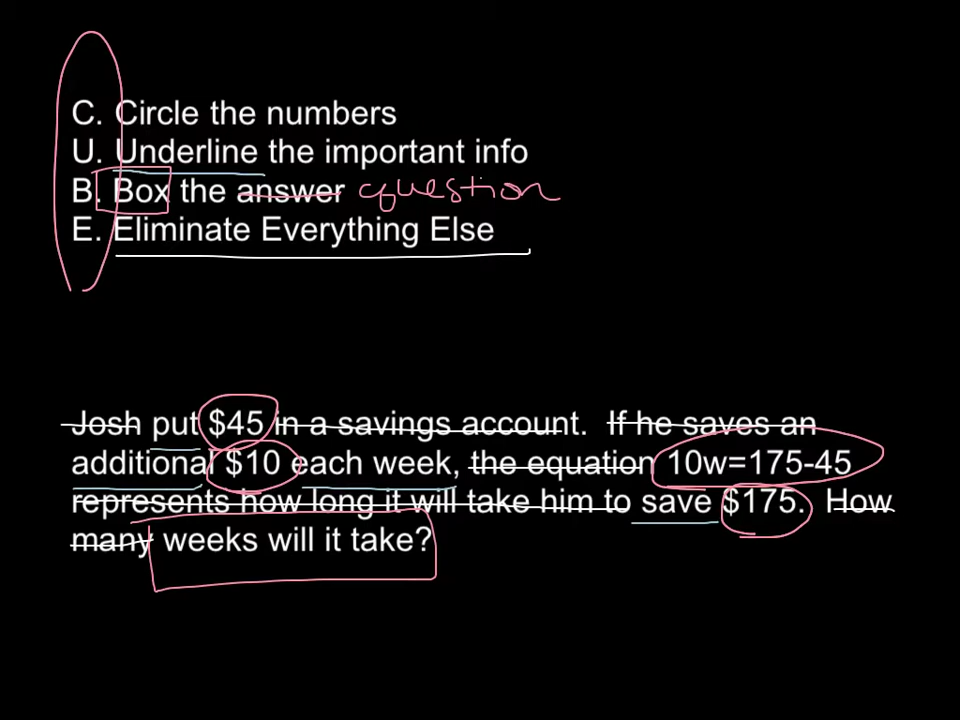 C. Circle the numbers
U. Underline the important info
B. Box the answer question
E. Eliminate Everything Else
Josh put $45 in a savings account. If he saves an
additional $10 each week, the equation 10w=175-45
represents how long it will take him to save $175. How
many weeks will it take?